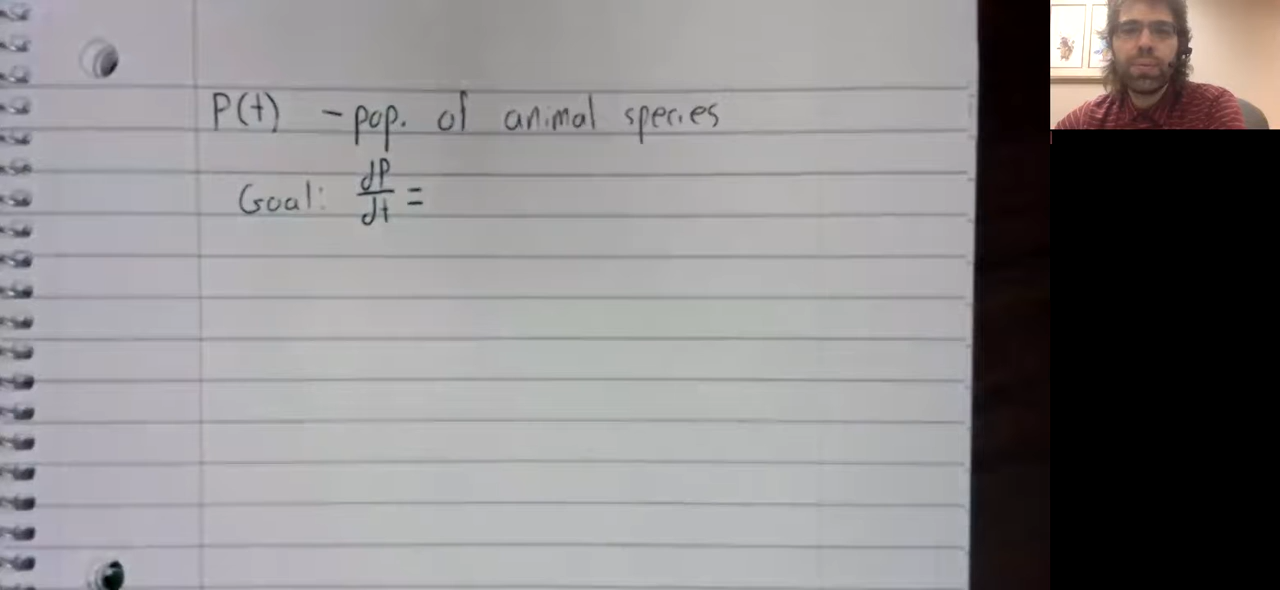 P(t) - pop. of animal species
Goal: dP/dt =